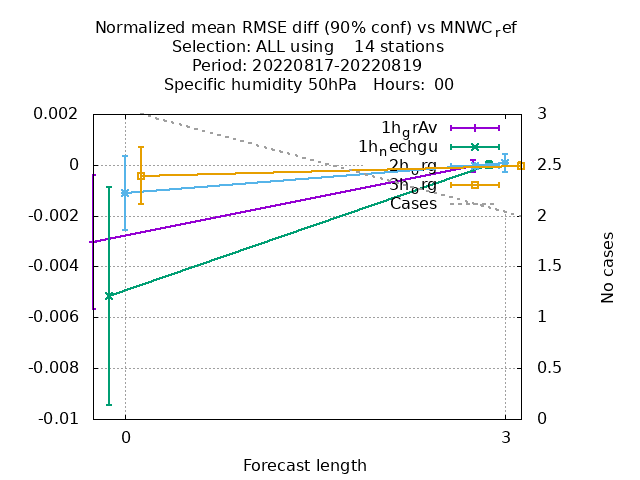 Normalized mean RMSE diff (90% conf) vs MNWC_ref
Selection: ALL using    14 stations
Period: 20220817-20220819
Specific humidity 50hPa   Hours: 00
0.002
0
-0.002
-0.004
-0.006
-0.008
-0.01
3
2.5
2
1.5
1
0.5
0
1h_grAv
1h_nechgu
2h_org
3h_org
Cases
No cases
0
3
Forecast length